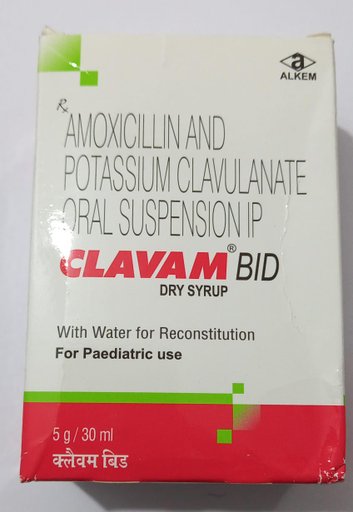 a
ALKEM
Rx
AMOXICILLIN AND
POTASSIUM CLAVULANATE
ORAL SUSPENSION IP
CLAVAM® BID
DRY SYRUP
With Water for Reconstitution
For Paediatric use
5 g / 30 ml
क्लैवम बिड